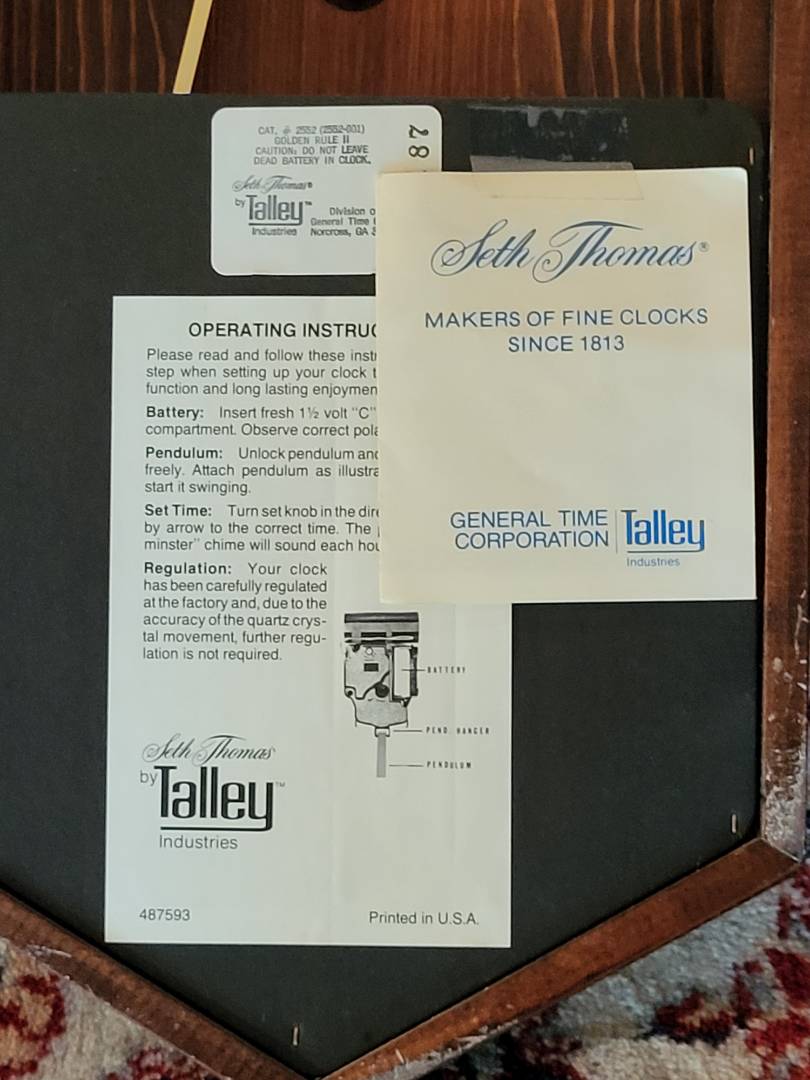 CAT. # 2552 (2552-001)
GOLDEN RULE II
CAUTION: DO NOT LEAVE
DEAD BATTERY IN CLOCK.
Seth Thomas®
by Talley™
Industries
Division o
General Time
Norcross, GA
78
Seth Thomas®
MAKERS OF FINE CLOCKS
SINCE 1813
GENERAL TIME
CORPORATION
Talley
Industries
OPERATING INSTRUC
Please read and follow these inst
step when setting up your clock t
function and long lasting enjoymen
Battery: Insert fresh 1½ volt "C"
compartment. Observe correct pola
Pendulum: Unlock pendulum and
freely. Attach pendulum as illustra
start it swinging.
Set Time: Turn set knob in the dire
by arrow to the correct time. The
minster" chime will sound each hou
Regulation: Your clock
has been carefully regulated
at the factory and, due to the
accuracy of the quartz crys-
tal movement, further regu-
lation is not required.
BATTERY
PEND. HANGER
PENDULUM
Seth Thomas
by Talley™
Industries
487593
Printed in U.S.A.